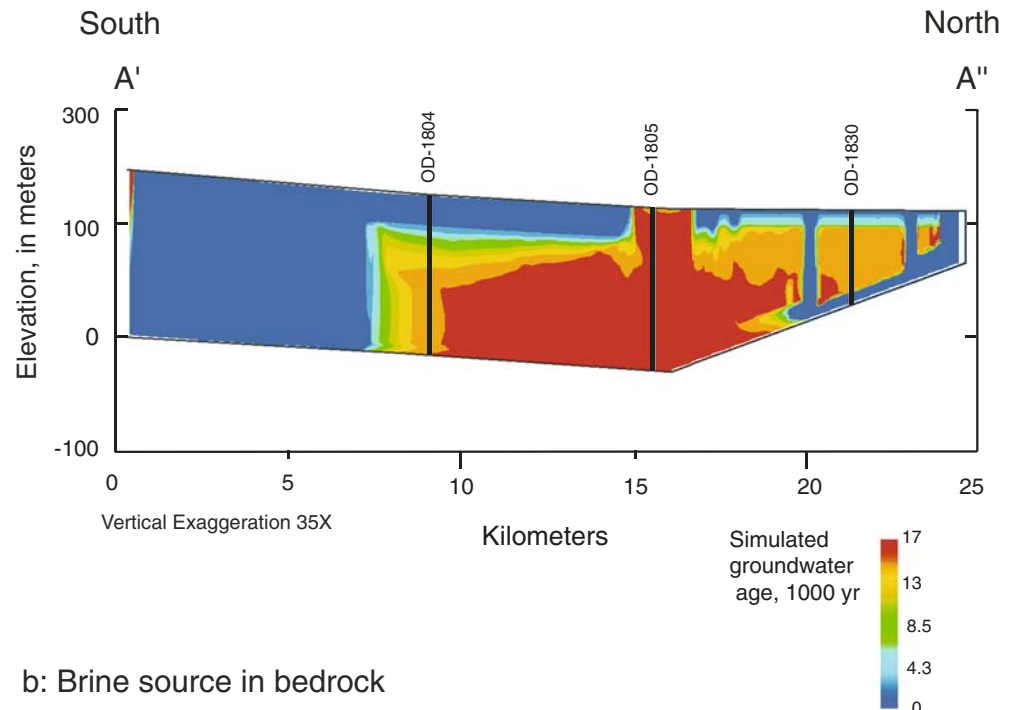 South
North
A'
A"
OD-1804
OD-1805
OD-1830
300
100
0
-100
Elevation, in meters
0
5
10
15
20
25
Vertical Exaggeration 35X
Kilometers
Simulated
groundwater
age, 1000 yr
17
13
8.5
4.3
0
b: Brine source in bedrock